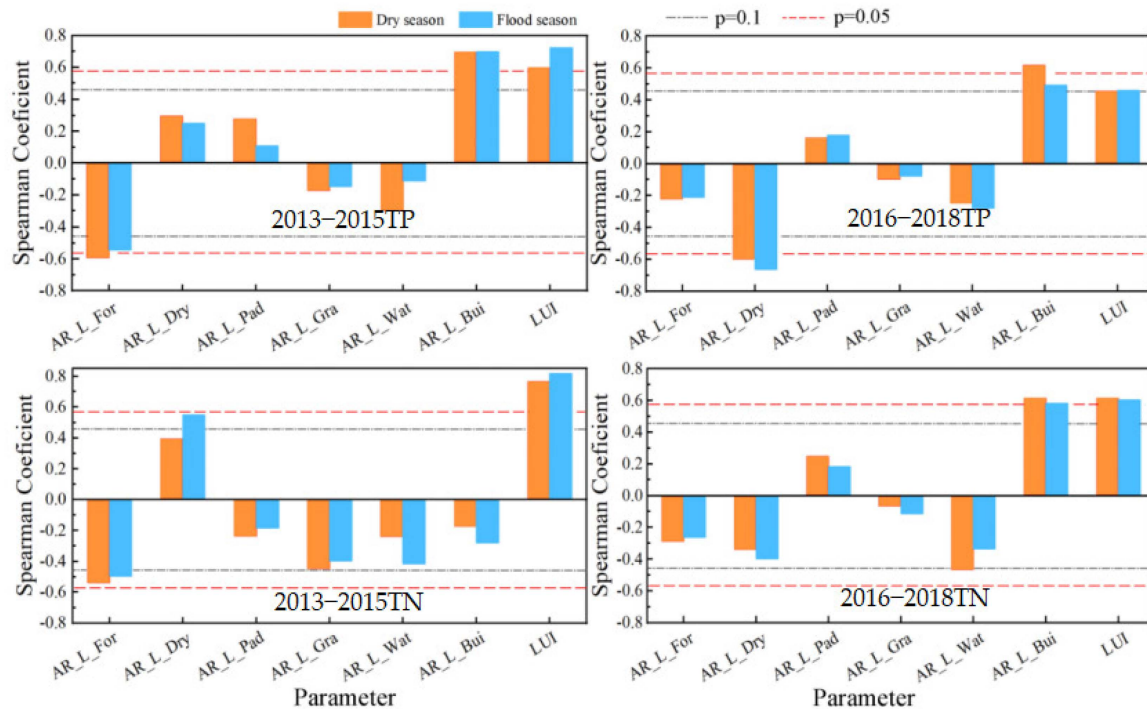 Dry season Flood season p=0.1 p=0.05
Spearman Coeficient
0.8
0.6
0.4
0.2
0.0
-0.2
-0.4
-0.6
-0.8
2013−2015TP
AR_L_For AR_L_Dry AR_L_Pad AR_L_Gra AR_L_Wat AR_L_Bui LUI
Spearman Coeficient
0.8
0.6
0.4
0.2
0.0
-0.2
-0.4
-0.6
-0.8
2016−2018TP
AR_L_For AR_L_Dry AR_L_Pad AR_L_Gra AR_L_Wat AR_L_Bui LUI
Spearman Coeficient
0.8
0.6
0.4
0.2
0.0
-0.2
-0.4
-0.6
-0.8
2013−2015TN
AR_L_For AR_L_Dry AR_L_Pad AR_L_Gra AR_L_Wat AR_L_Bui LUI
Parameter
Spearman Coeficient
0.8
0.6
0.4
0.2
0.0
-0.2
-0.4
-0.6
-0.8
2016−2018TN
AR_L_For AR_L_Dry AR_L_Pad AR_L_Gra AR_L_Wat AR_L_Bui LUI
Parameter